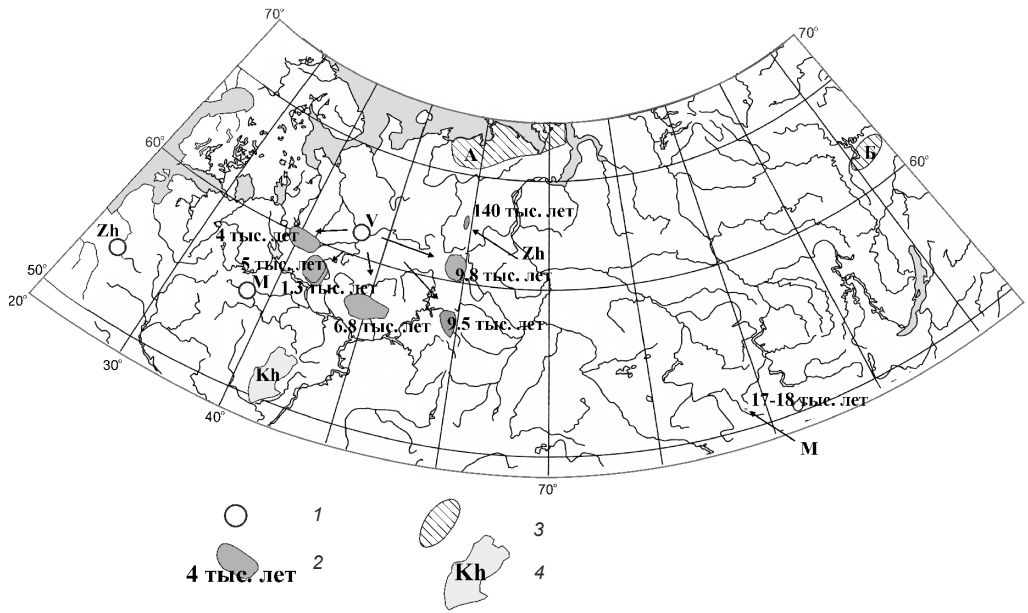 70°
70°
60°
А
Б
60°
V
140 тыс. лет
Zh
4 тыс. лет
Zh
5 тыс. лет
9.8 тыс. лет
50°
M
1.3 тыс. лет
20°
6.8 тыс. лет
9.5 тыс. лет
30°
Kh
17-18 тыс. лет
40°
M
70°
1
3
2
4 тыс. лет
Kh
4